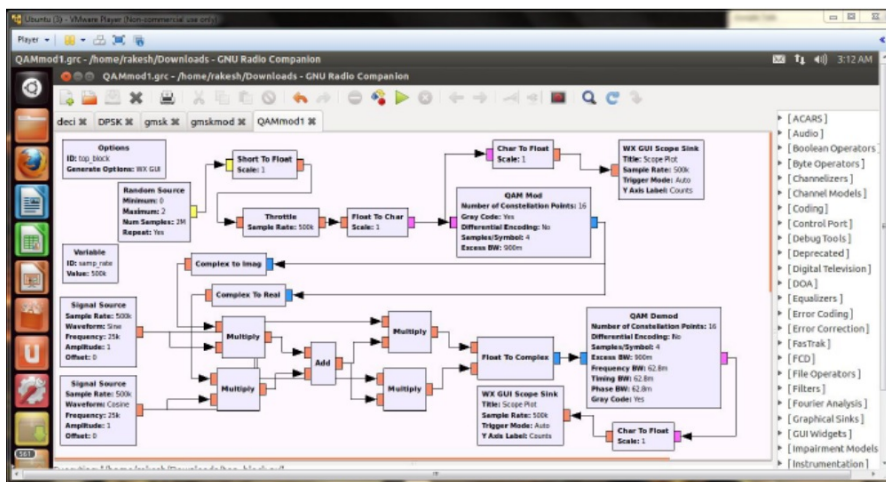 Ubuntu (3) - VMware Player (Non-commercial use only)
Player
QAMmod1.grc - /home/rakesh/Downloads - GNU Radio Companion
3:12 AM
QAMmod1.grc - /home/rakesh/Downloads - GNU Radio Companion
deci
DPSK
gmsk
gmskmod
QAMmod1
Options
ID: top_block
Generate Options: WX GUI
Random Source
Minimum: 0
Maximum: 2
Num Samples: 2M
Repeat: Yes
Variable
ID: samp_rate
Value: 500k
Short To Float
Scale: 1
Throttle
Sample Rate: 500k
Float To Char
Scale: 1
Char To Float
Scale: 1
WX GUI Scope Sink
Title: Scope Plot
Sample Rate: 500k
Trigger Mode: Auto
Y Axis Label: Counts
QAM Mod
Number of Constellation Points: 16
Gray Code: Yes
Differential Encoding: No
Samples/Symbol: 4
Excess BW: 900m
Complex to Imag
Complex To Real
Signal Source
Sample Rate: 500k
Waveform: Sine
Frequency: 25k
Amplitude: 1
Offset: 0
Signal Source
Sample Rate: 500k
Waveform: Cosine
Frequency: 25k
Amplitude: 1
Offset: 0
Multiply
Multiply
Add
Multiply
Multiply
Float To Complex
QAM Demod
Number of Constellation Points: 16
Differential Encoding: No
Samples/Symbol: 4
Excess BW: 900m
Frequency BW: 62.8m
Timing BW: 62.8m
Phase BW: 62.8m
Gray Code: Yes
WX GUI Scope Sink
Title: Scope Plot
Sample Rate: 500k
Trigger Mode: Auto
Y Axis Label: Counts
Char To Float
Scale: 1
[ ACARS ]
[ Audio ]
[ Boolean Operators ]
[ Byte Operators ]
[ Channelizers ]
[ Channel Models ]
[ Coding ]
[ Control Port ]
[ Debug Tools ]
[ Deprecated ]
[ Digital Television ]
[ DOA ]
[ Equalizers ]
[ Error Coding ]
[ Error Correction ]
[ FasTrak ]
[ FCD ]
[ File Operators ]
[ Filters ]
[ Fourier Analysis ]
[ Graphical Sinks ]
[ GUI Widgets ]
[ Impairment Models
[ Instrumentation ]